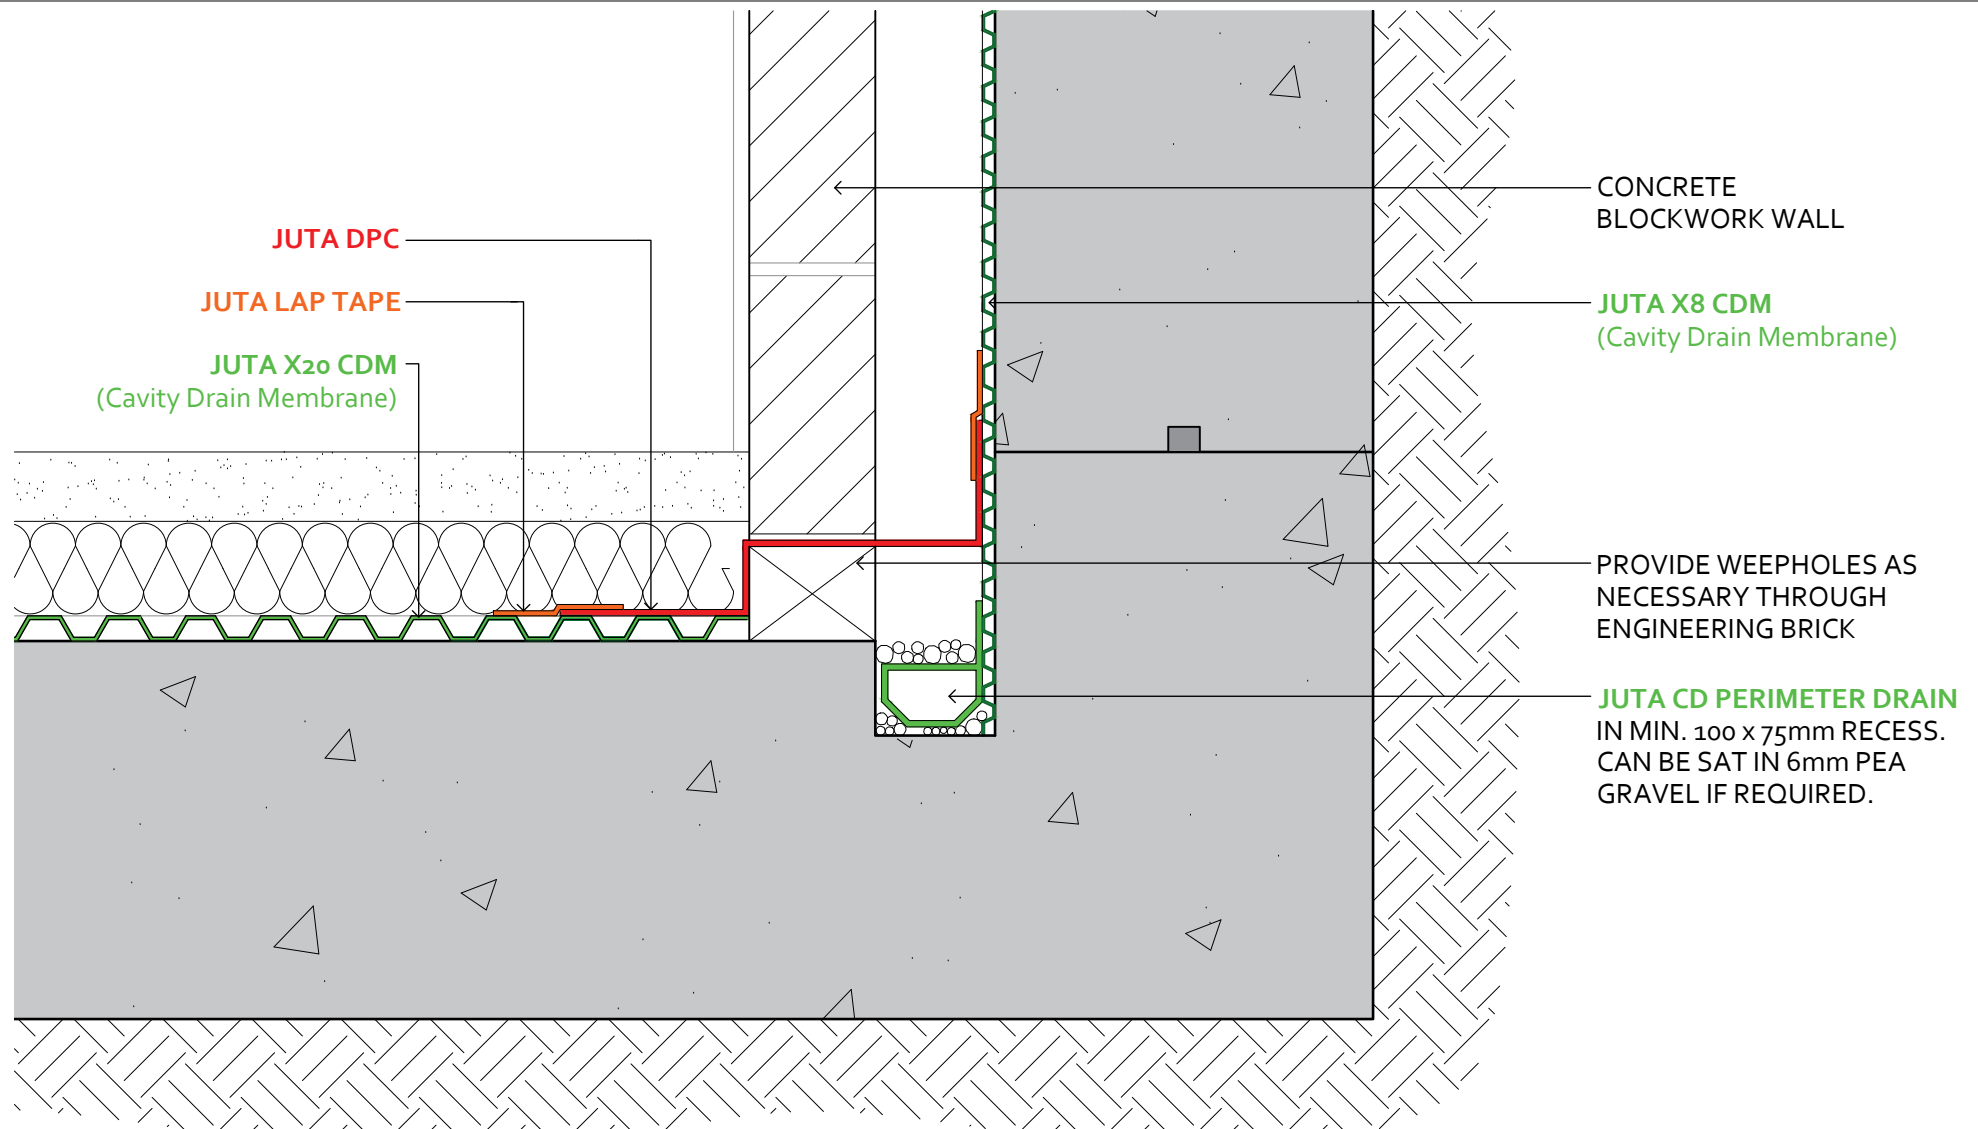 JUTA DPC
JUTA LAP TAPE
JUTA X20 CDM
(Cavity Drain Membrane)
CONCRETE
BLOCKWORK WALL
JUTA X8 CDM
(Cavity Drain Membrane)
PROVIDE WEEPHOLES AS
NECESSARY THROUGH
ENGINEERING BRICK
JUTA CD PERIMETER DRAIN
IN MIN. 100 x 75mm RECESS.
CAN BE SAT IN 6mm PEA
GRAVEL IF REQUIRED.